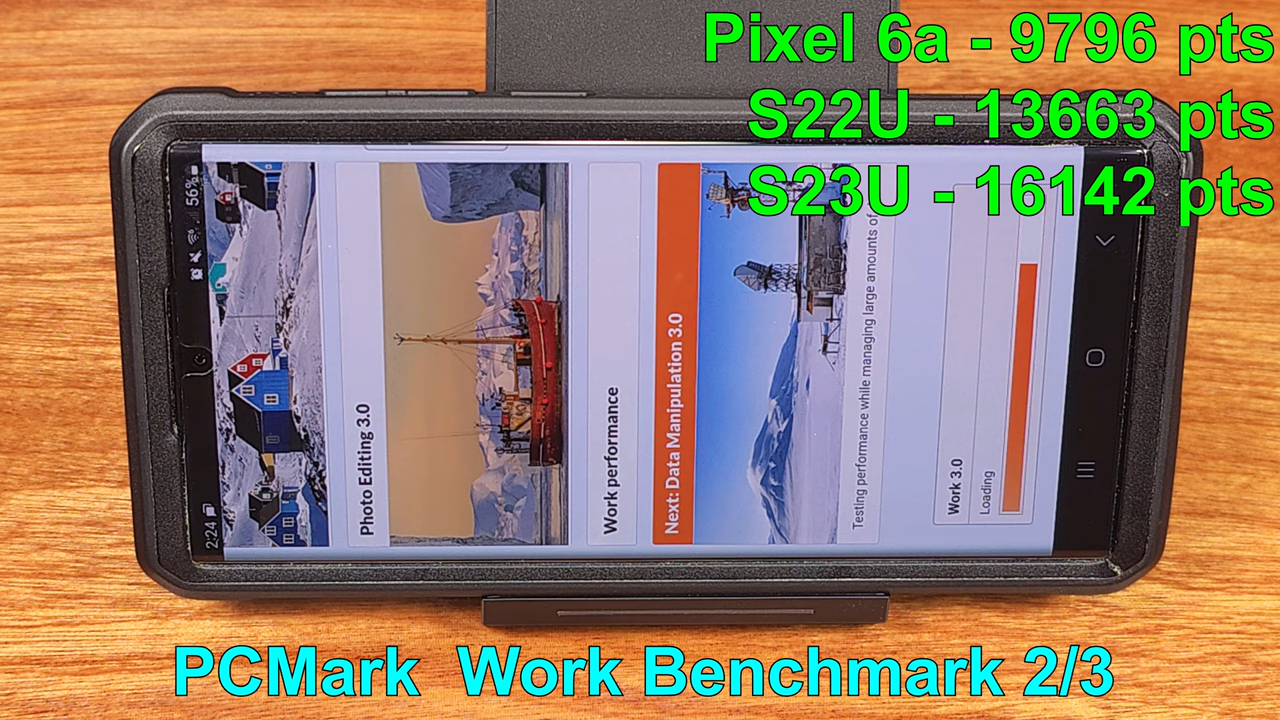 Pixel 6a - 9796 pts
S22U - 13663 pts
S23U - 16142 pts
2:24
56%
Photo Editing 3.0
Work performance
Next: Data Manipulation 3.0
Testing performance while managing large amounts of
Work 3.0
Loading
PCMark Work Benchmark 2/3